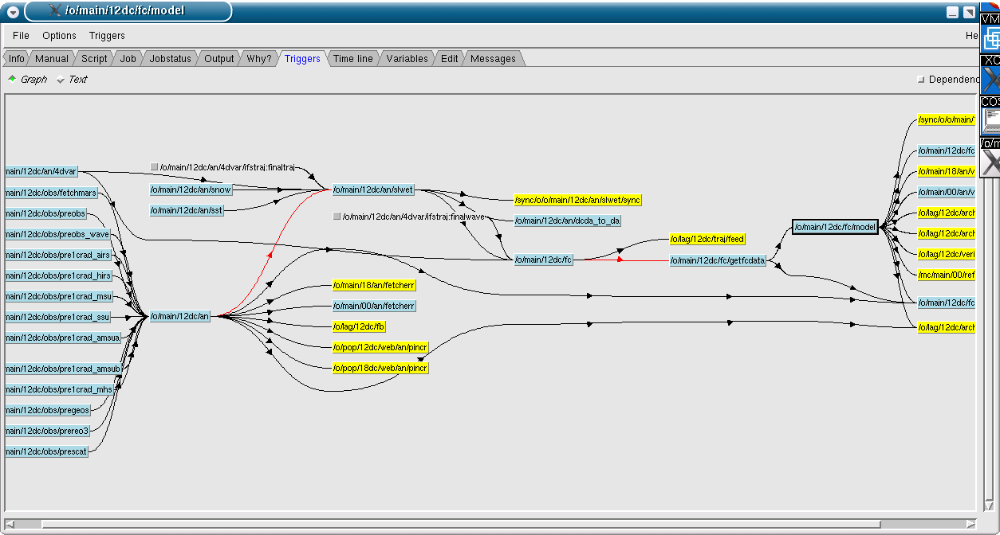 /o/main/12dc/fc/model
VM
File Options Triggers He
Info Manual Script Job Jobstatus Output Why? Triggers Time line Variables Edit Messages
XC
Graph Text Dependenc
COS
/o/m
/sync/o/o/main/1
/o/main/12dc/fc
/o/main/18/an/v
/o/main/00/an/v
/o/lag/12dc/arch
/o/lag/12dc/arch
/o/lag/12dc/veri
/mc/main/00/ref
/o/main/12dc/fc
/o/lag/12dc/arch
main/12dc/an/4dvar
main/12dc/obs/fetchmars
main/12dc/obs/preobs
main/12dc/obs/preobs_wave
main/12dc/obs/pre1crad_airs
main/12dc/obs/pre1crad_hirs
main/12dc/obs/pre1crad_msu
main/12dc/obs/pre1crad_ssu
main/12dc/obs/pre1crad_amsua
main/12dc/obs/pre1crad_amsub
main/12dc/obs/pre1crad_mhs
main/12dc/obs/pregeos
main/12dc/obs/prereo3
main/12dc/obs/prescat
/o/main/12dc/an/4dvar/ifstraj:finaltraj
/o/main/12dc/an/snow
/o/main/12dc/an/sst
/o/main/12dc/an
/o/main/12dc/an/slwet
/o/main/12dc/an/4dvar/ifstraj:finalwave
/o/main/18/an/fetcherr
/o/main/00/an/fetcherr
/o/lag/12dc/fb
/o/pop/12dc/web/an/pincr
/o/pop/18dc/web/an/pincr
/sync/o/o/main/12dc/an/slwet/sync
/o/main/12dc/an/dcda_to_da
/o/main/12dc/fc
/o/lag/12dc/traj/feed
/o/main/12dc/fc/getfcdata
/o/main/12dc/fc/model